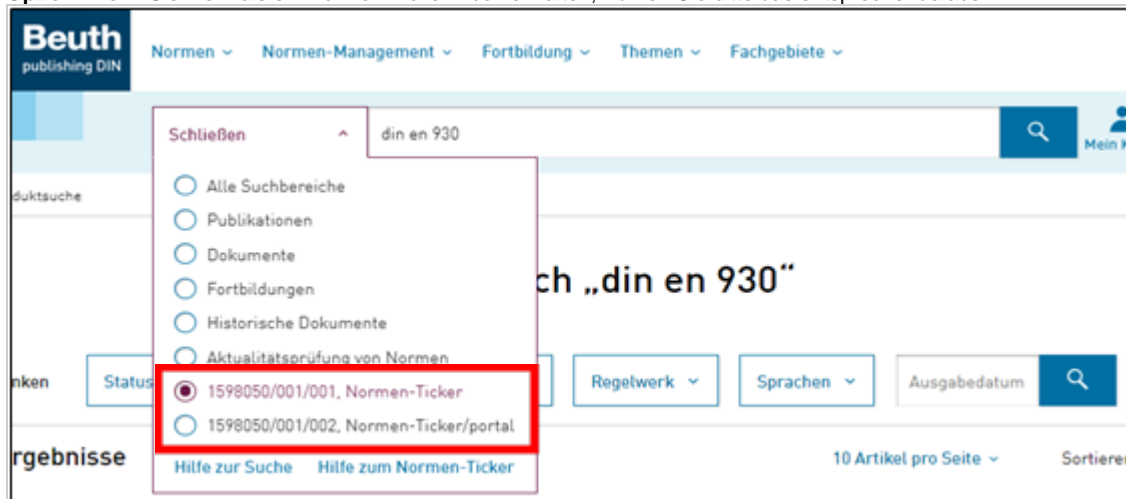 Beuth
publishing DIN
Normen Normen-Management Fortbildung Themen Fachgebiete
Schließen din en 930
Mein K
Alle Suchbereiche
duktsuche
Publikationen
Dokumente
Fortbildungen
ch „din en 930“
Historische Dokumente
Aktualitätsprüfung von Normen
nken Status Regelwerk Sprachen Ausgabedatum
1598050/001/001, Normen-Ticker
1598050/001/002, Normen-Ticker/portal
rgebnisse Hilfe zur Suche Hilfe zum Normen-Ticker 10 Artikel pro Seite Sortieren